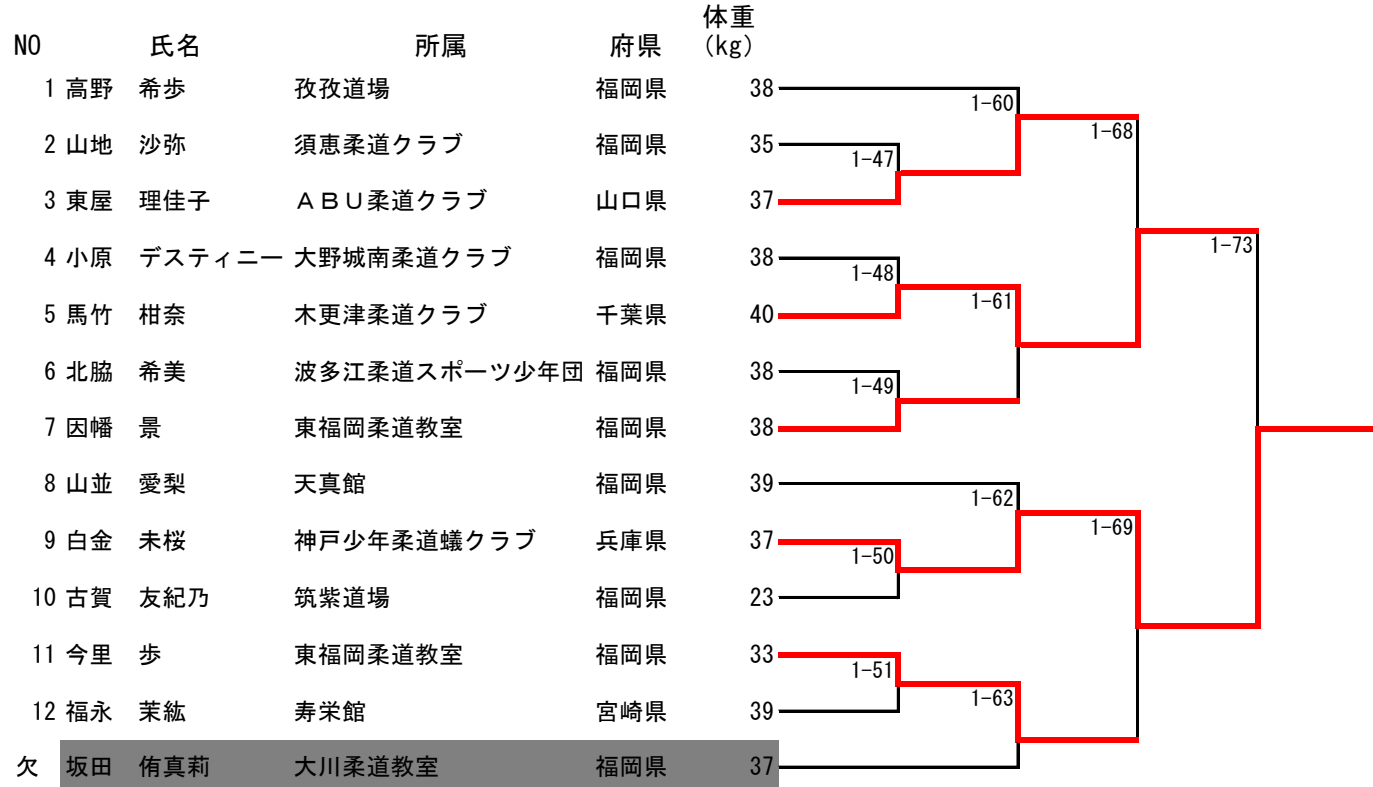 NO 氏名 所属 府県 体重(kg)
1 高野 希歩 孜孜道場 福岡県 38
1-60
1-68
2 山地 沙弥 須恵柔道クラブ 福岡県 35
1-47
3 東屋 理佳子 ABU柔道クラブ 山口県 37
1-73
4 小原 デスティニー 大野城南柔道クラブ 福岡県 38
1-48
1-61
5 馬竹 柑奈 木更津柔道クラブ 千葉県 40
6 北脇 希美 波多江柔道スポーツ少年団 福岡県 38
1-49
7 因幡 景 東福岡柔道教室 福岡県 38
8 山並 愛梨 天真館 福岡県 39
1-62
1-69
9 白金 未桜 神戸少年柔道蟻クラブ 兵庫県 37
1-50
10 古賀 友紀乃 筑紫道場 福岡県 23
11 今里 歩 東福岡柔道教室 福岡県 33
1-51
1-63
12 福永 茉紘 寿栄館 宮崎県 39
欠 坂田 侑真莉 大川柔道教室 福岡県 37